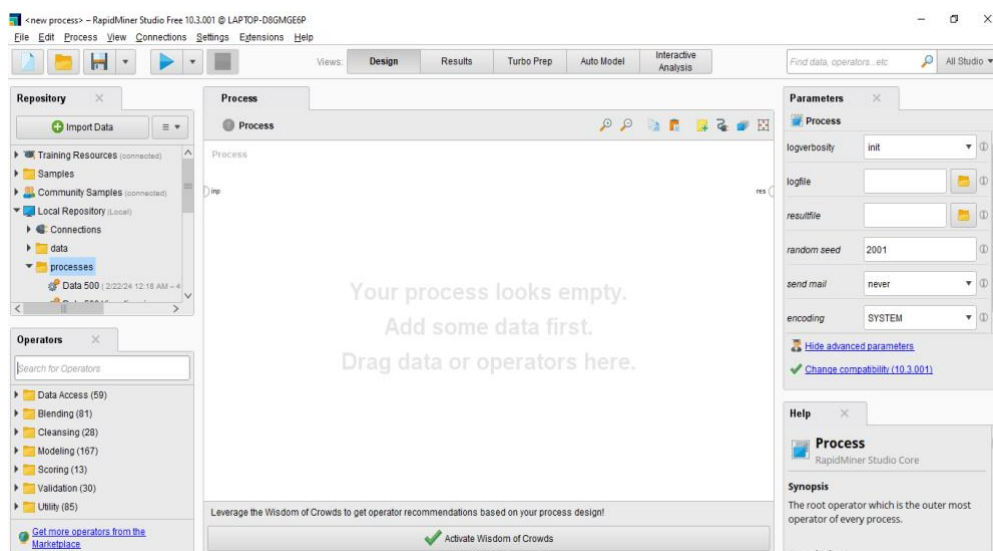 <new process> – RapidMiner Studio Free 10.3.001 @ LAPTOP-D8GMGE6P
File Edit Process View Connections Settings Extensions Help
Views: Design Results Turbo Prep Auto Model Interactive Analysis
Find data, operators...etc All Studio
Repository
Import Data
Training Resources (connected)
Samples
Community Samples (connected)
Local Repository (Local)
Connections
data
processes
Data 500 (2/22/24 12:18 AM – 4
Operators
Search for Operators
Data Access (59)
Blending (81)
Cleansing (28)
Modeling (167)
Scoring (13)
Validation (30)
Utility (85)
Get more operators from the
Marketplace
Process
Process
Process
inp
res
Your process looks empty.
Add some data first.
Drag data or operators here.
Leverage the Wisdom of Crowds to get operator recommendations based on your process design!
Activate Wisdom of Crowds
Parameters
Process
logverbosity init
logfile
resultfile
random seed 2001
send mail never
encoding SYSTEM
Hide advanced parameters
Change compatibility (10.3.001)
Help
Process
RapidMiner Studio Core
Synopsis
The root operator which is the outer most
operator of every process.